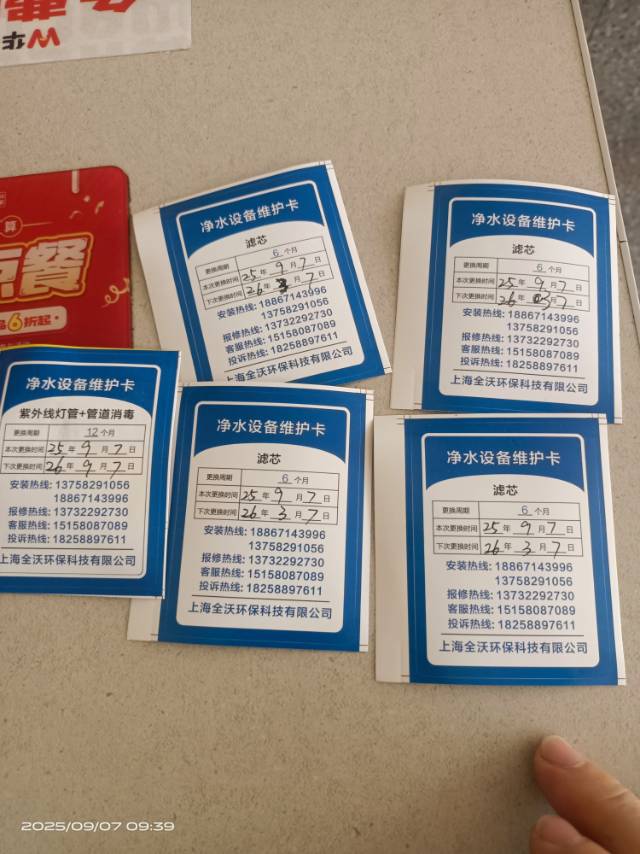 净水设备维护卡
滤芯
更换周期 6 个月
本次更换时间 25 年 9 月 7 日
下次更换时间 26 年 3 月 7 日
安装热线: 18867143996
13758291056
报修热线: 13732292730
客服热线: 15158087089
投诉热线: 18258897611
上海全沃环保科技有限公司
净水设备维护卡
滤芯
更换周期 6 个月
本次更换时间 25 年 9 月 7 日
下次更换时间 26 年 月 7 日
安装热线: 18867143996
13758291056
报修热线: 13732292730
客服热线: 15158087089
投诉热线: 18258897611
上海全沃环保科技有限公司
算
点餐
品6折起
净水设备维护卡
紫外线灯管+管道消毒
更换周期 12 个月
本次更换时间 25 年 9 月 7 日
下次更换时间 26 年 9 月 7 日
安装热线: 13758291056
18867143996
报修热线: 13732292730
客服热线: 15158087089
投诉热线: 18258897611
上海全沃环保科技有限公司
净水设备维护卡
滤芯
更换周期 6 个月
本次更换时间 25 年 9 月 7 日
下次更换时间 26 年 3 月 7 日
安装热线: 18867143996
13758291056
报修热线: 13732292730
客服热线: 15158087089
投诉热线: 18258897611
上海全沃环保科技有限公司
净水设备维护卡
滤芯
更换周期 6 个月
本次更换时间 25 年 9 月 7 日
下次更换时间 26 年 3 月 7 日
安装热线: 18867143996
13758291056
报修热线: 13732292730
客服热线: 15158087089
投诉热线: 18258897611
上海全沃环保科技有限公司
2025/09/07 09:39